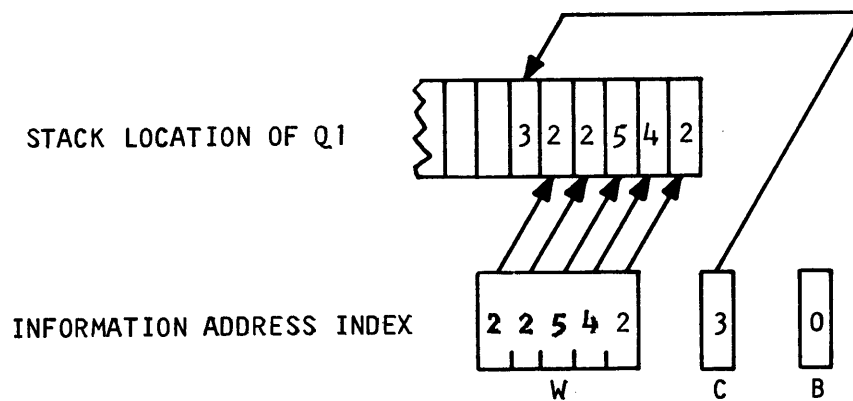 STACK LOCATION OF Q1
3 2 2 5 4 2
INFORMATION ADDRESS INDEX
2 2 5 4 2
3
0
W
C
B